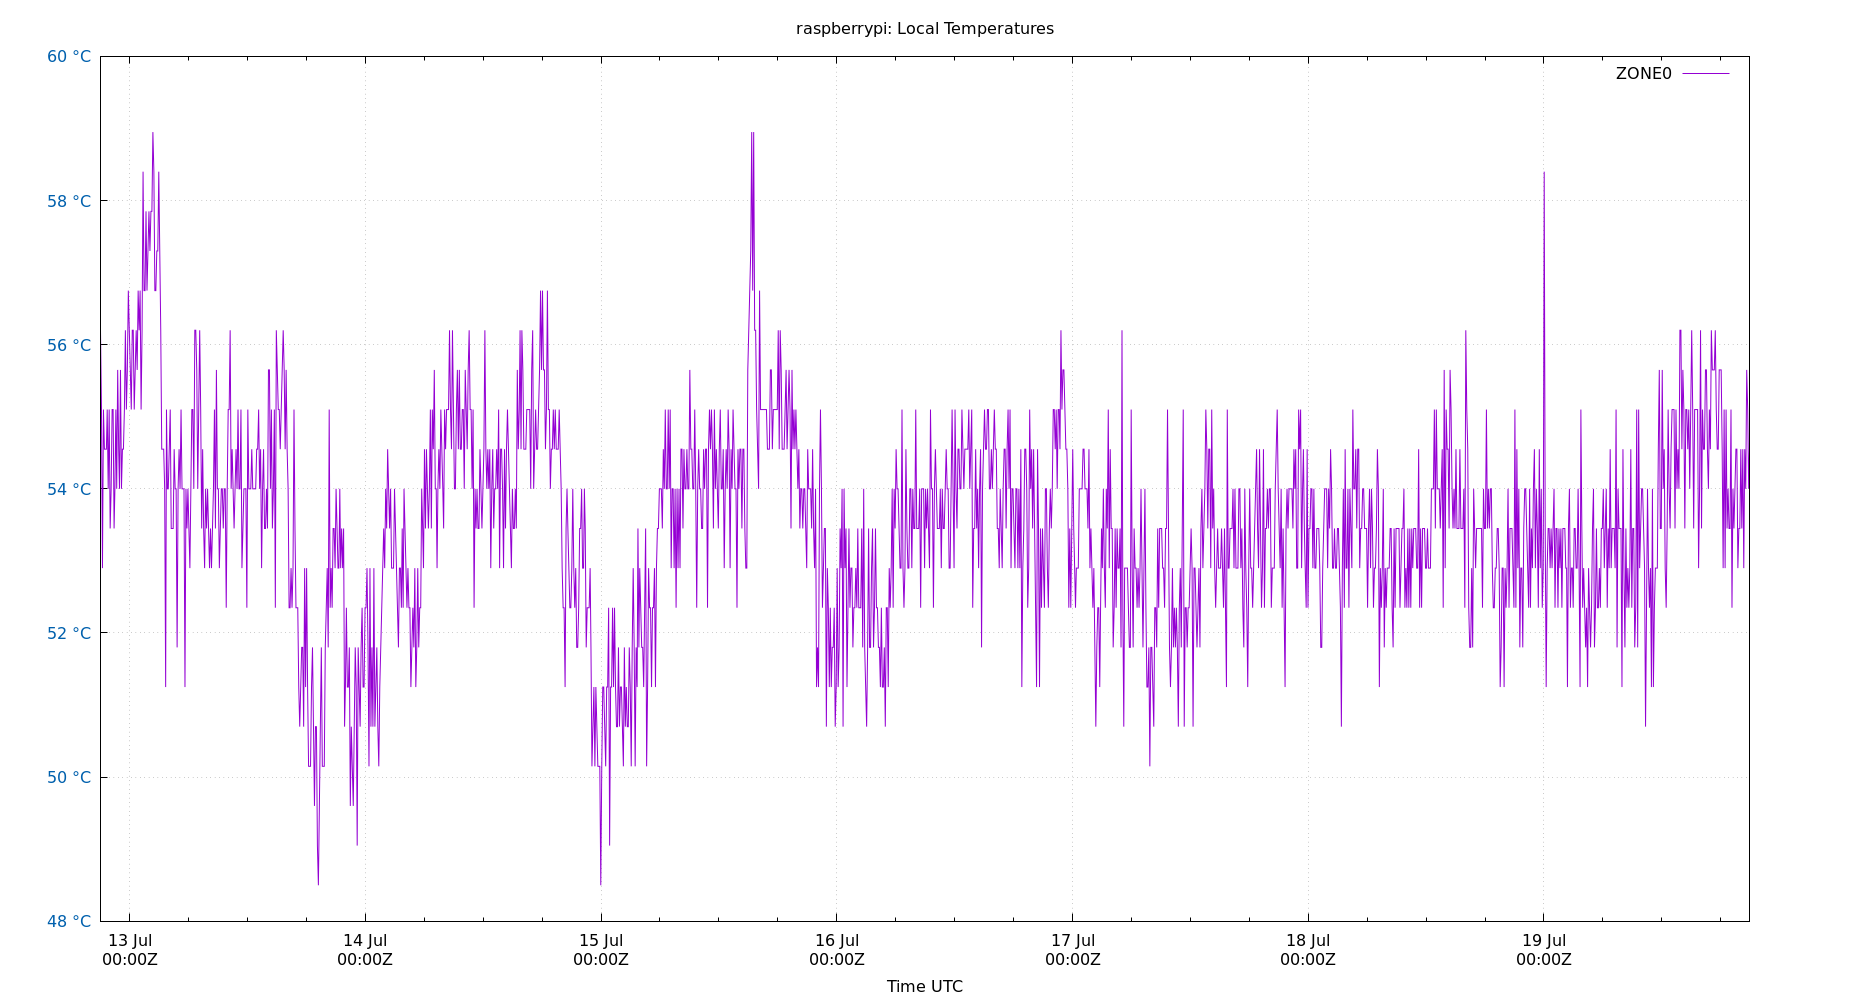 raspberrypi: Local Temperatures
60 °C
ZONE0
58 °C
56 °C
54 °C
52 °C
50 °C
48 °C
13 Jul 14 Jul 15 Jul 16 Jul 17 Jul 18 Jul 19 Jul
00:00Z 00:00Z 00:00Z 00:00Z 00:00Z 00:00Z 00:00Z
Time UTC